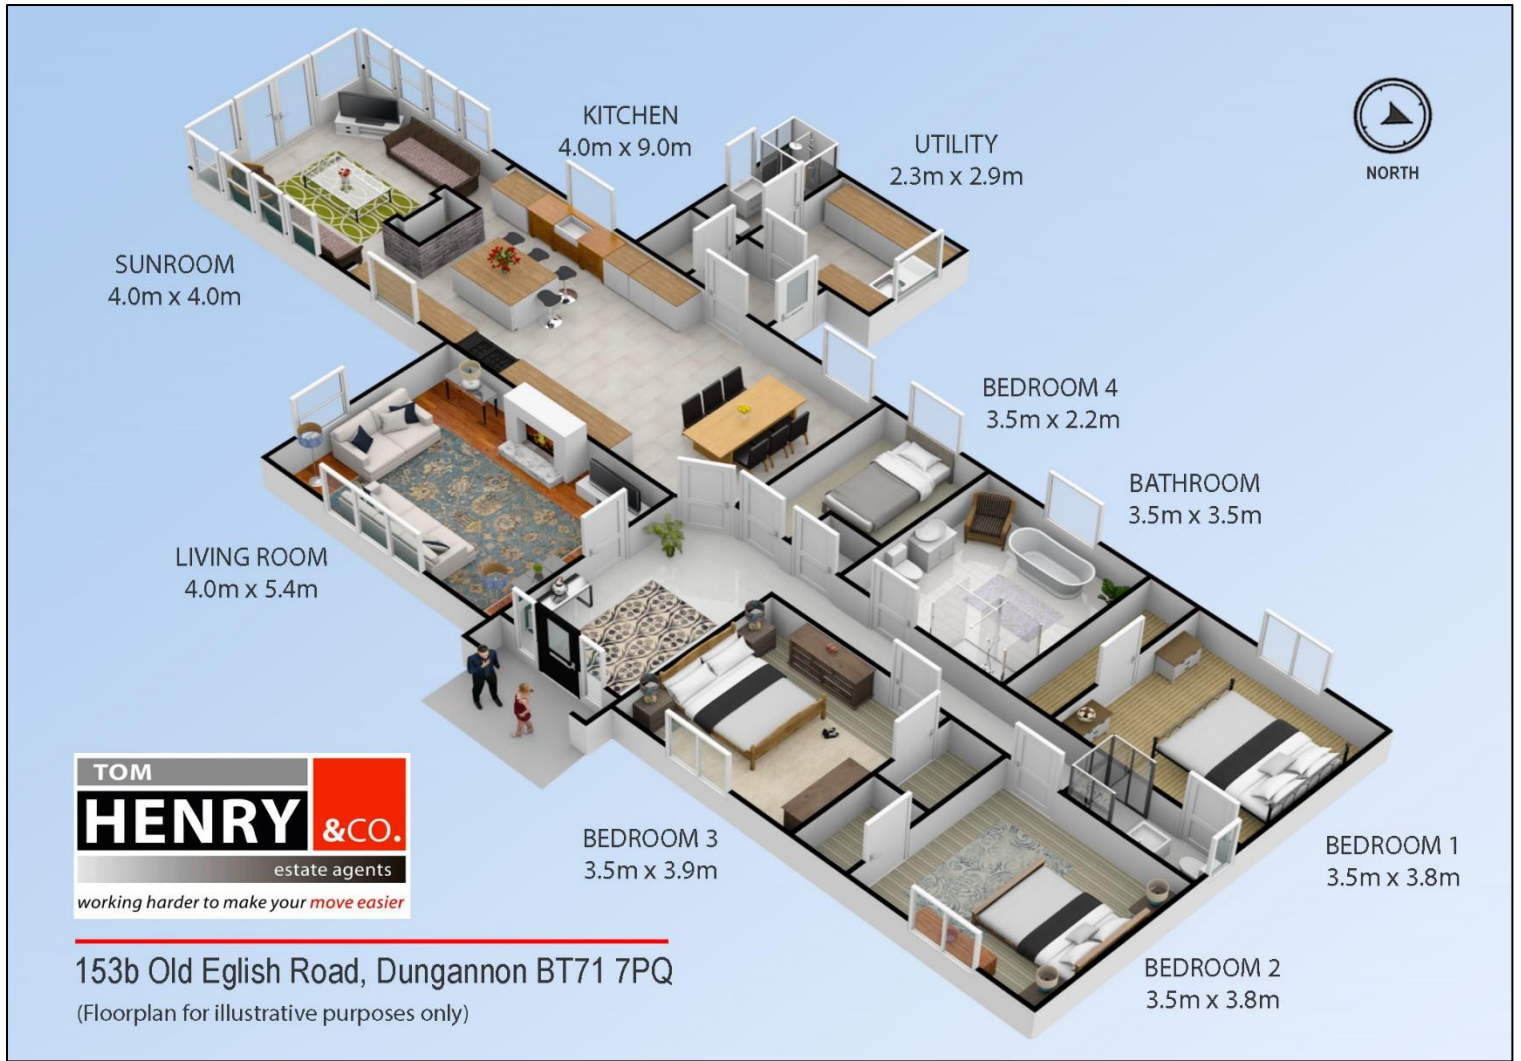 KITCHEN
4.0m x 9.0m
UTILITY
2.3m x 2.9m
NORTH
SUNROOM
4.0m x 4.0m
BEDROOM 4
3.5m x 2.2m
BATHROOM
3.5m x 3.5m
LIVING ROOM
4.0m x 5.4m
BEDROOM 3
3.5m x 3.9m
BEDROOM 1
3.5m x 3.8m
BEDROOM 2
3.5m x 3.8m
TOM
HENRY &CO.
estate agents
working harder to make your move easier
153b Old Eglish Road, Dungannon BT71 7PQ
(Floorplan for illustrative purposes only)